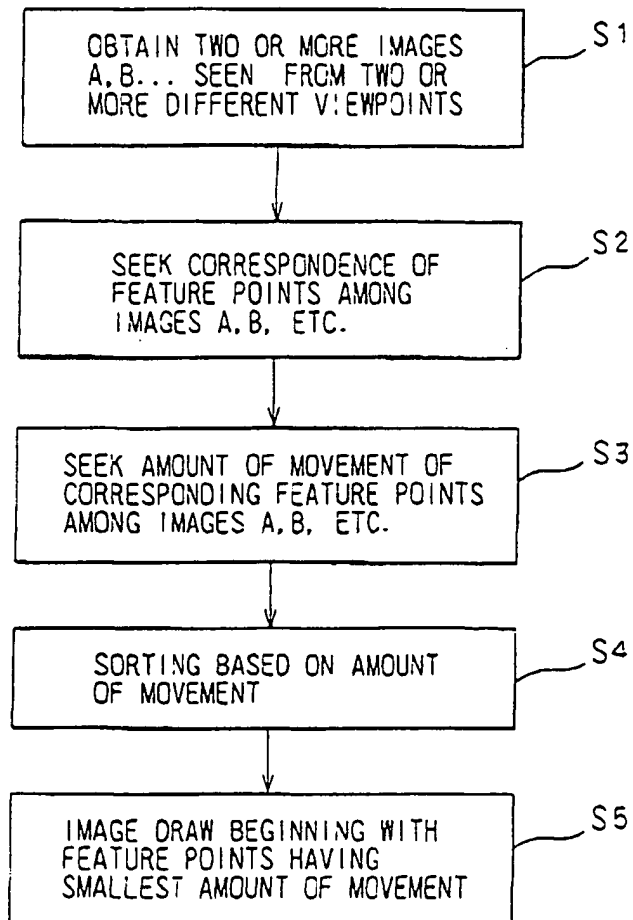 OBTAIN TWO OR MORE IMAGES
A,B... SEEN FROM TWO OR
MORE DIFFERENT VIEWPOINTS
S1
SEEK CORRESPONDENCE OF
FEATURE POINTS AMONG
IMAGES A,B, ETC.
S2
SEEK AMOUNT OF MOVEMENT OF
CORRESPONDING FEATURE POINTS
AMONG IMAGES A,B, ETC.
S3
SORTING BASED ON AMOUNT
OF MOVEMENT
S4
IMAGE DRAW BEGINNING WITH
FEATURE POINTS HAVING
SMALLEST AMOUNT OF MOVEMENT
S5